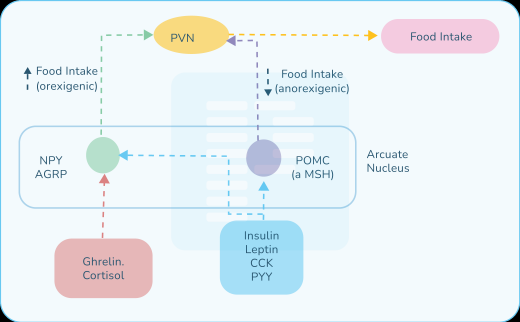 PVN
Food Intake
Food Intake
(orexigenic)
Food Intake
(anorexigenic)
NPY
AGRP
POMC
(a MSH)
Arcuate
Nucleus
Ghrelin.
Cortisol
Insulin
Leptin
CCK
PYY